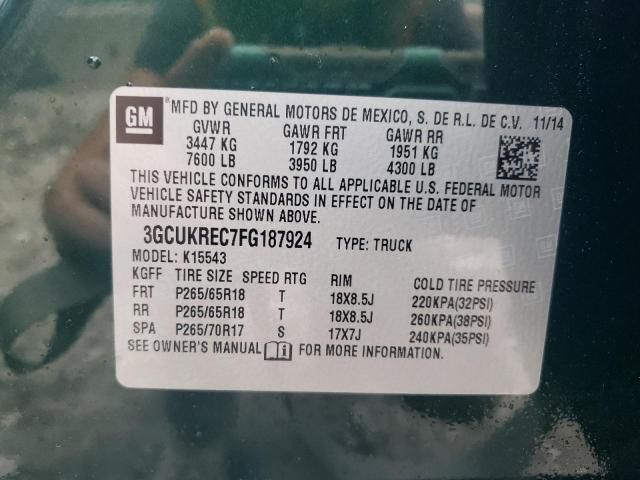 GM ® MFD BY GENERAL MOTORS DE MEXICO, S. DE R.L. DE C.V. 11/14
GVWR GAWR FRT GAWR RR
3447 KG 1792 KG 1951 KG
7600 LB 3950 LB 4300 LB
THIS VEHICLE CONFORMS TO ALL APPLICABLE U.S. FEDERAL MOTOR
VEHICLE SAFETY STANDARDS IN EFFECT ON THE DATE OF
MANUFACTURE SHOWN ABOVE.
3GCUKREC7FG187924 TYPE: TRUCK
MODEL: K15543
KGFF TIRE SIZE SPEED RTG RIM COLD TIRE PRESSURE
FRT P265/65R18 T 18X8.5J 220KPA(32PSI)
RR P265/65R18 T 18X8.5J 260KPA(38PSI)
SPA P265/70R17 S 17X7J 240KPA(35PSI)
SEE OWNER'S MANUAL i FOR MORE INFORMATION.